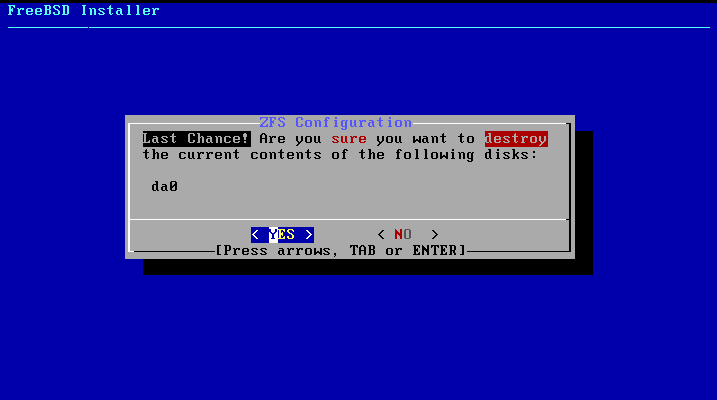 FreeBSD Installer
ZFS Configuration
Last Chance! Are you sure you want to destroy
the current contents of the following disks:
da0
< YES > < NO >
[Press arrows, TAB or ENTER]